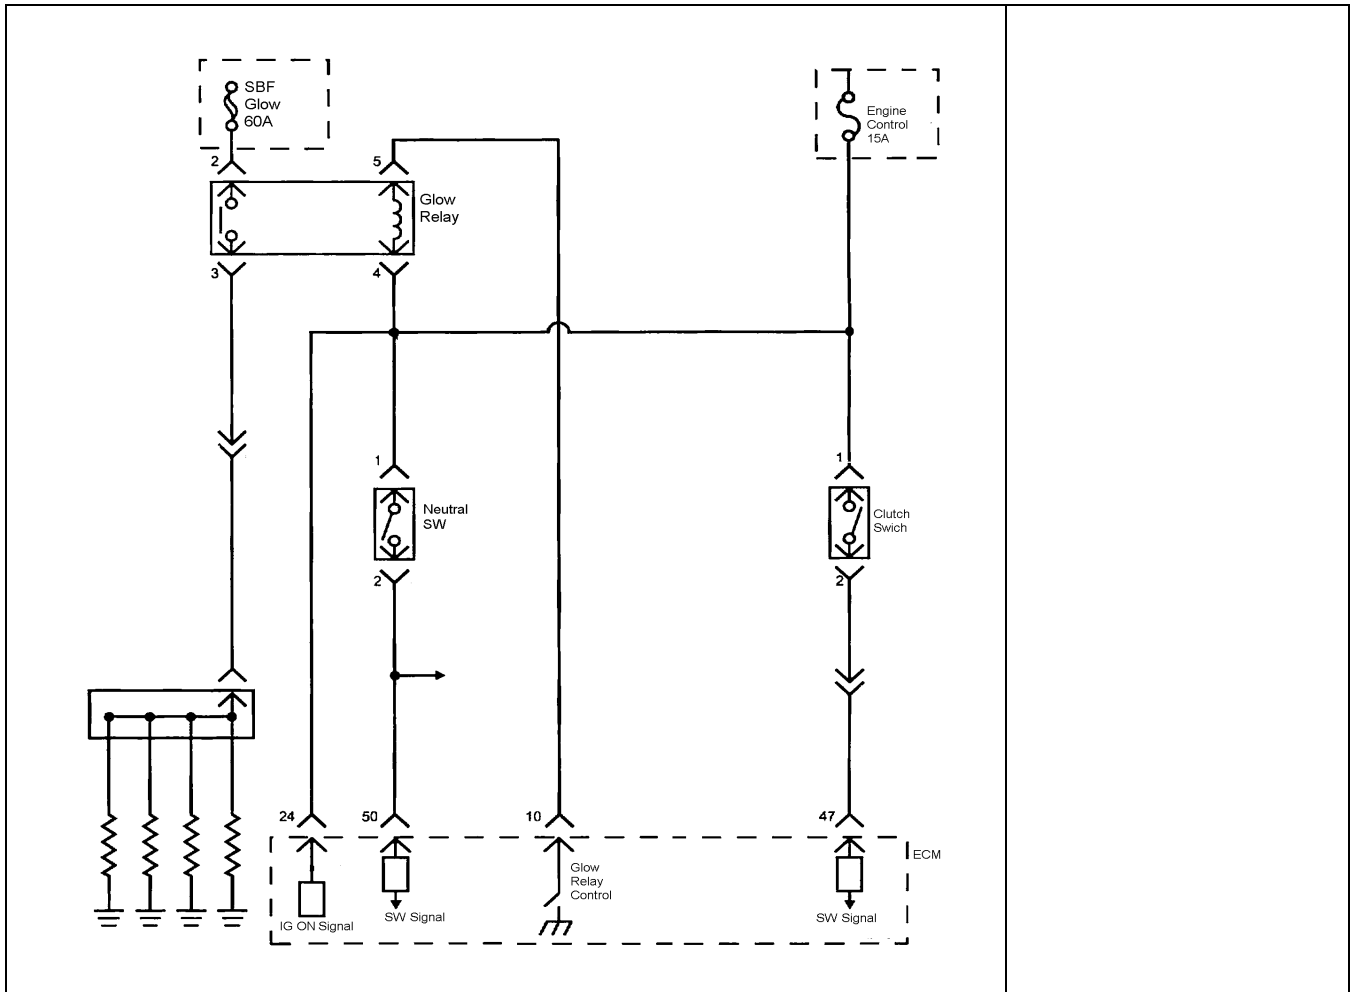 SBF
Glow
60A
Engine
Control
15A
2
5
Glow
Relay
3
4
1
1
Neutral
SW
Clutch
Swich
2
2
24
50
10
47
ECM
Glow
Relay
Control
IG ON Signal
SW Signal
SW Signal